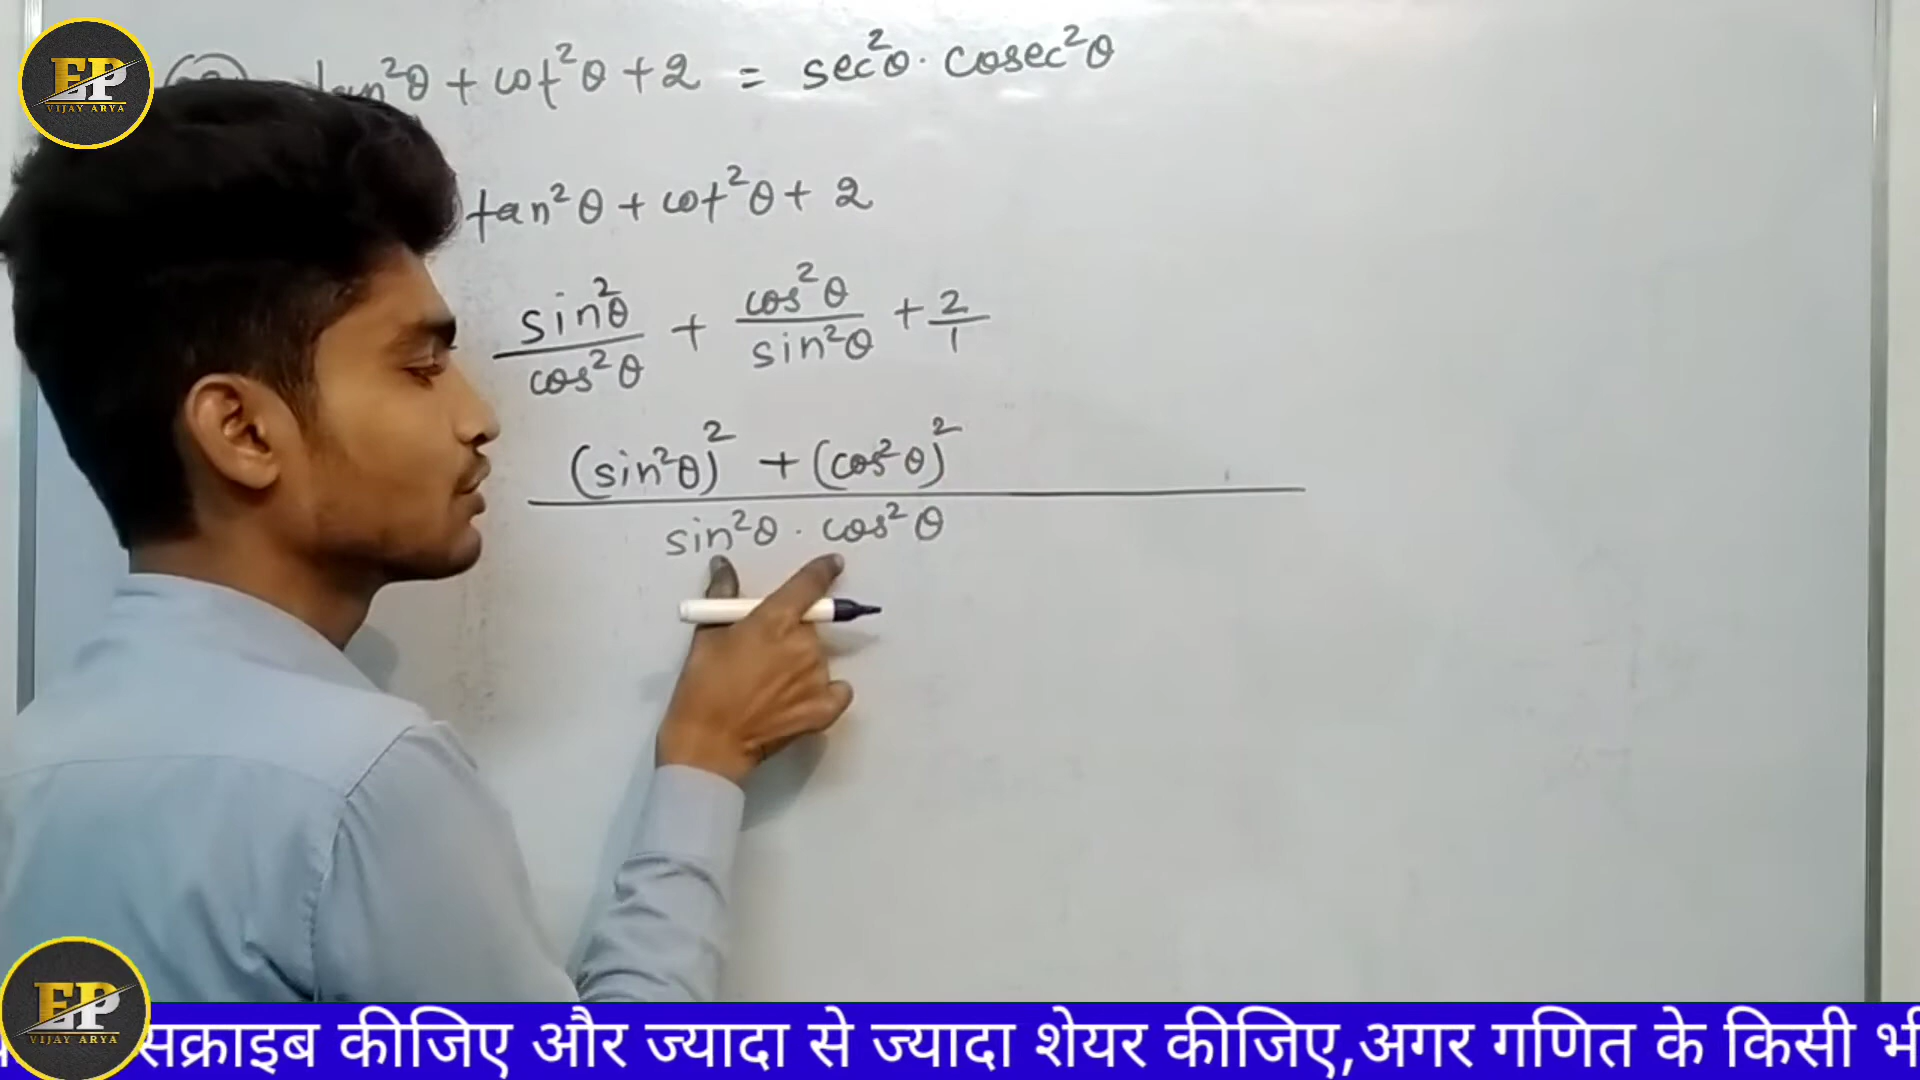 EP
VIJAY ARYA
tan²θ + cot²θ + 2 = sec²θ · cosec²θ
tan²θ + cot²θ + 2
sin²θ/cos²θ + cos²θ/sin²θ + 2/1
(sin²θ)² + (cos²θ)²
sin²θ · cos²θ
EP
VIJAY ARYA
सक्राइब कीजिए और ज्यादा से ज्यादा शेयर कीजिए,अगर गणित के किसी भी